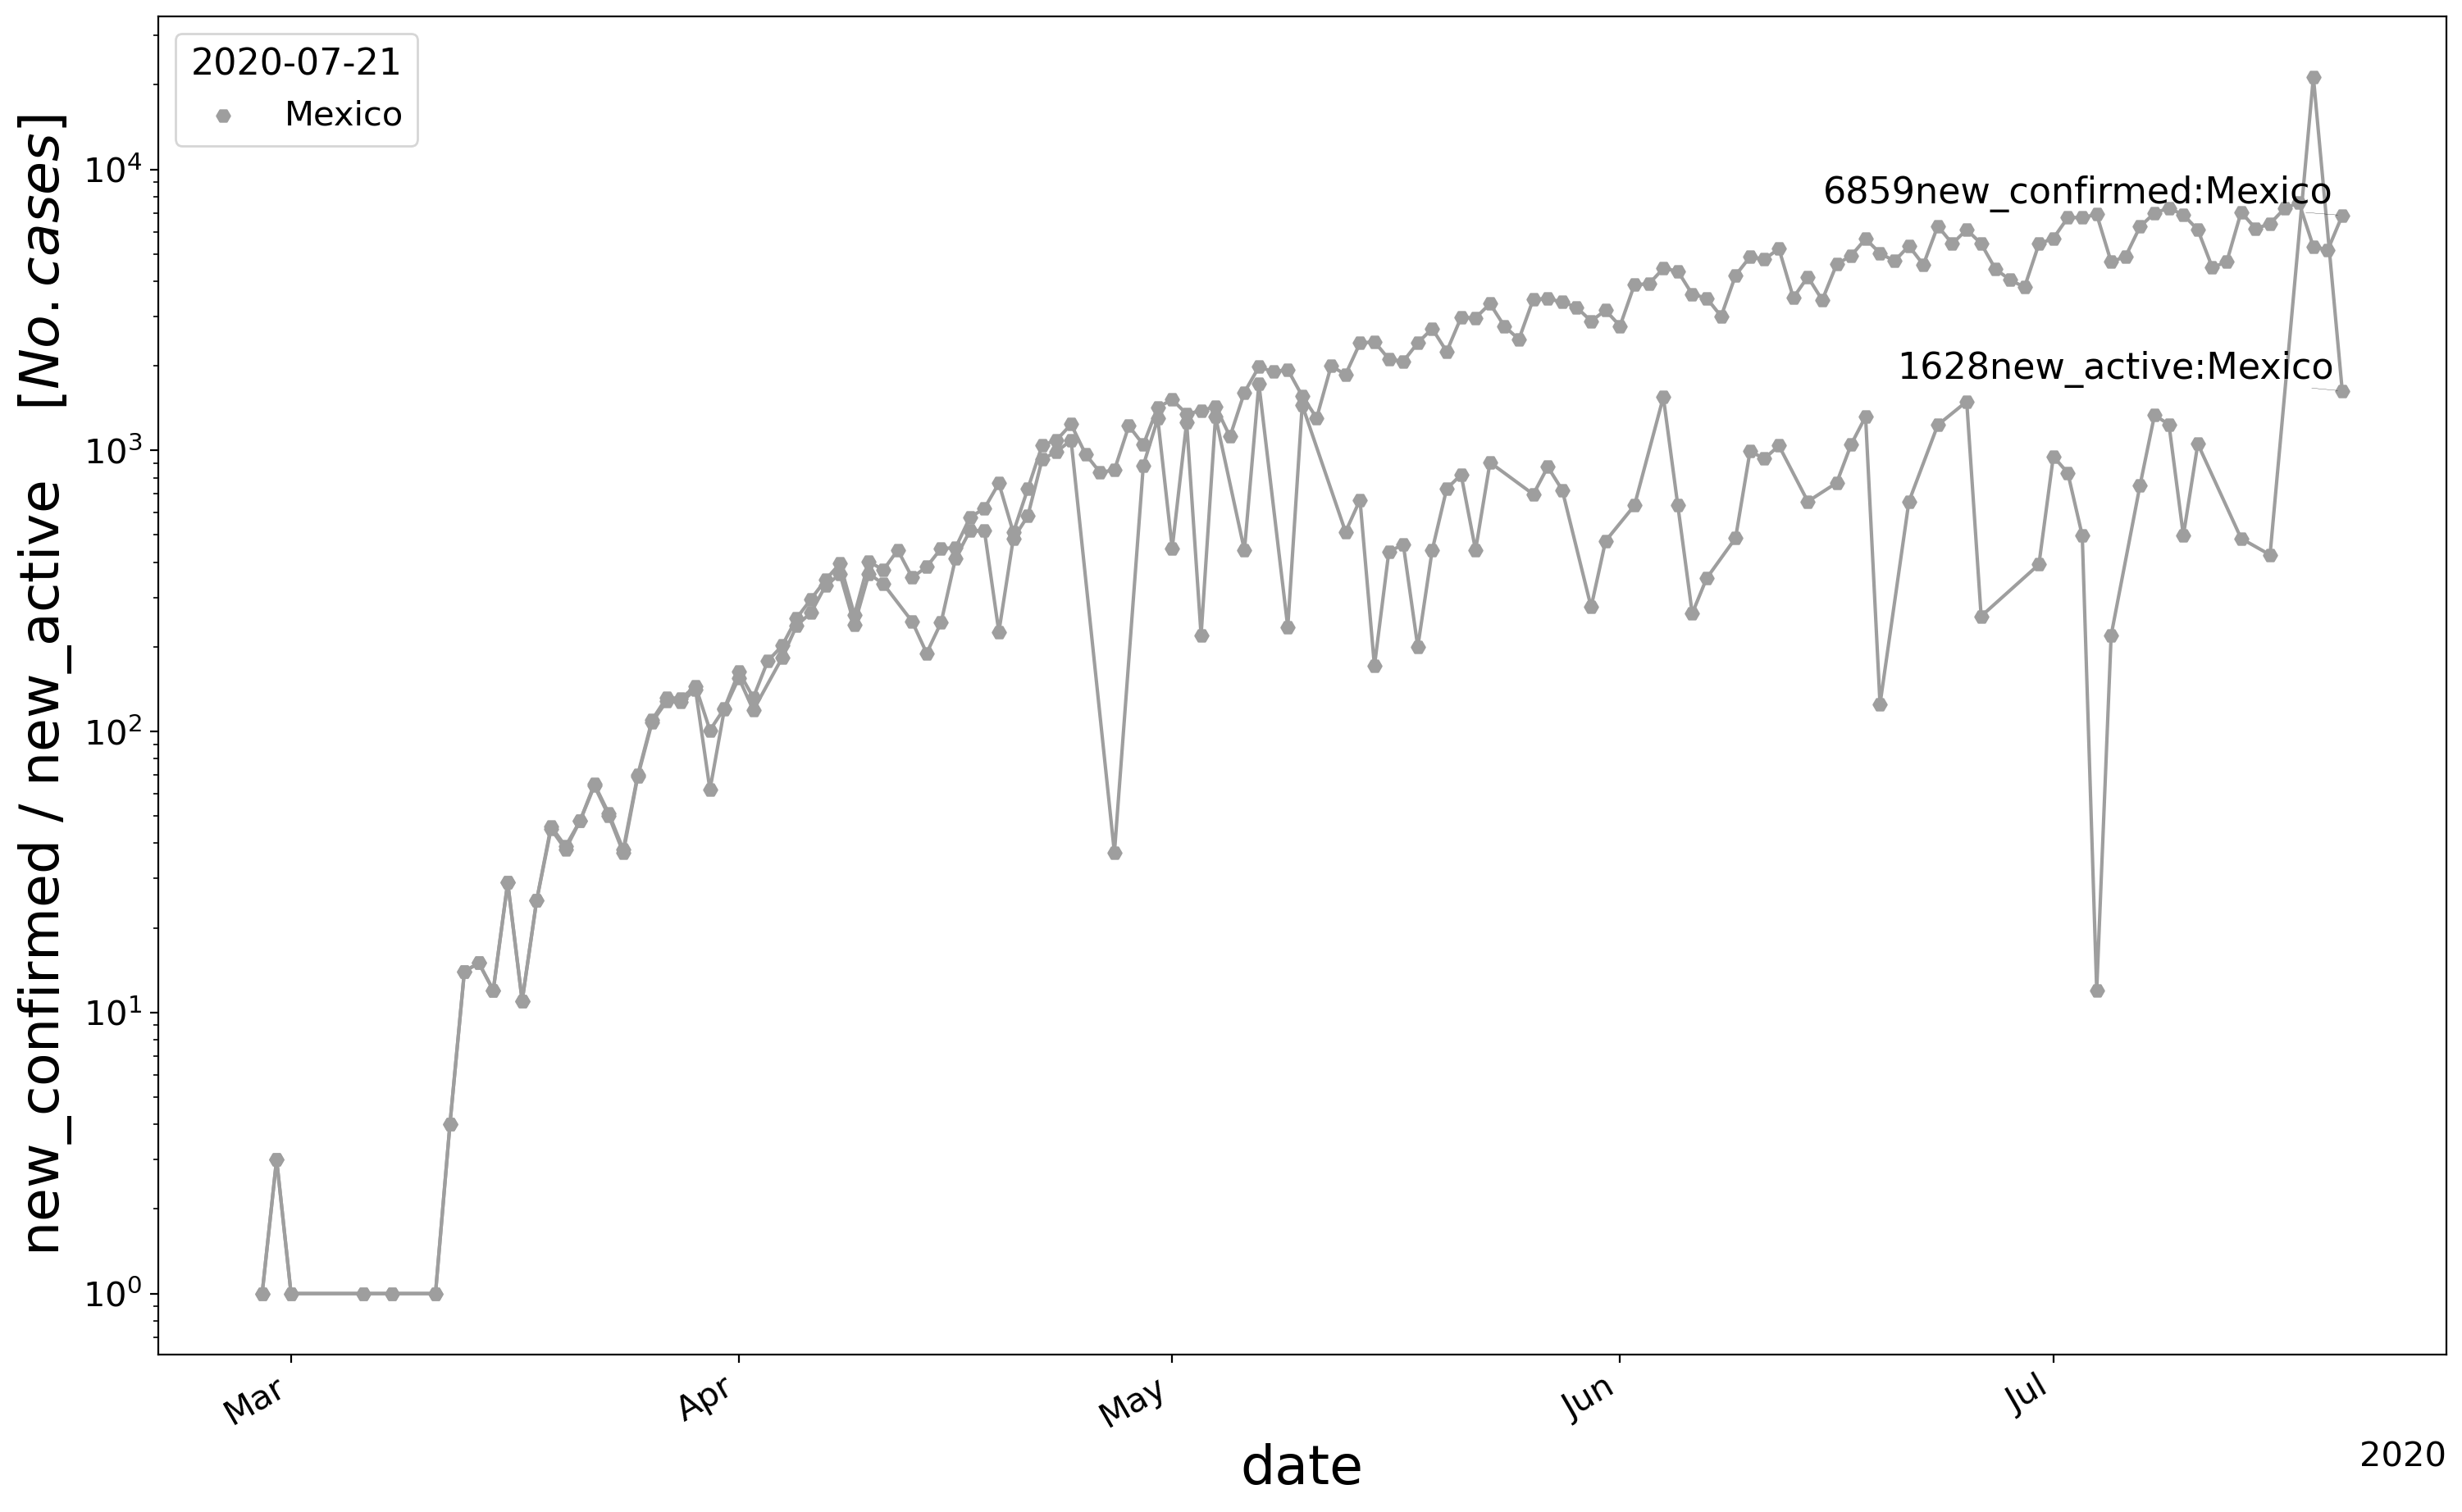 2020-07-21
Mexico
new_confirmed / new_active [No. cases]
10^4
10^3
10^2
10^1
10^0
6859new_confirmed:Mexico
1628new_active:Mexico
Mar
Apr
May
Jun
Jul
date
2020